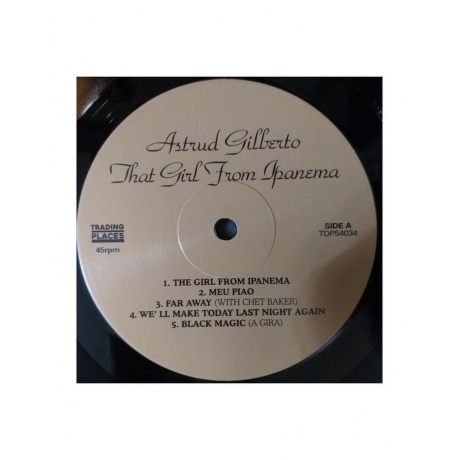 Astrud Gilberto
That Girl From Ipanema
TRADING
PLACES
45rpm
SIDE A
TDP54034
1. THE GIRL FROM IPANEMA
2. MEU PIAO
3. FAR AWAY (WITH CHET BAKER)
4. WE' LL MAKE TODAY LAST NIGHT AGAIN
5. BLACK MAGIC (A GIRA)